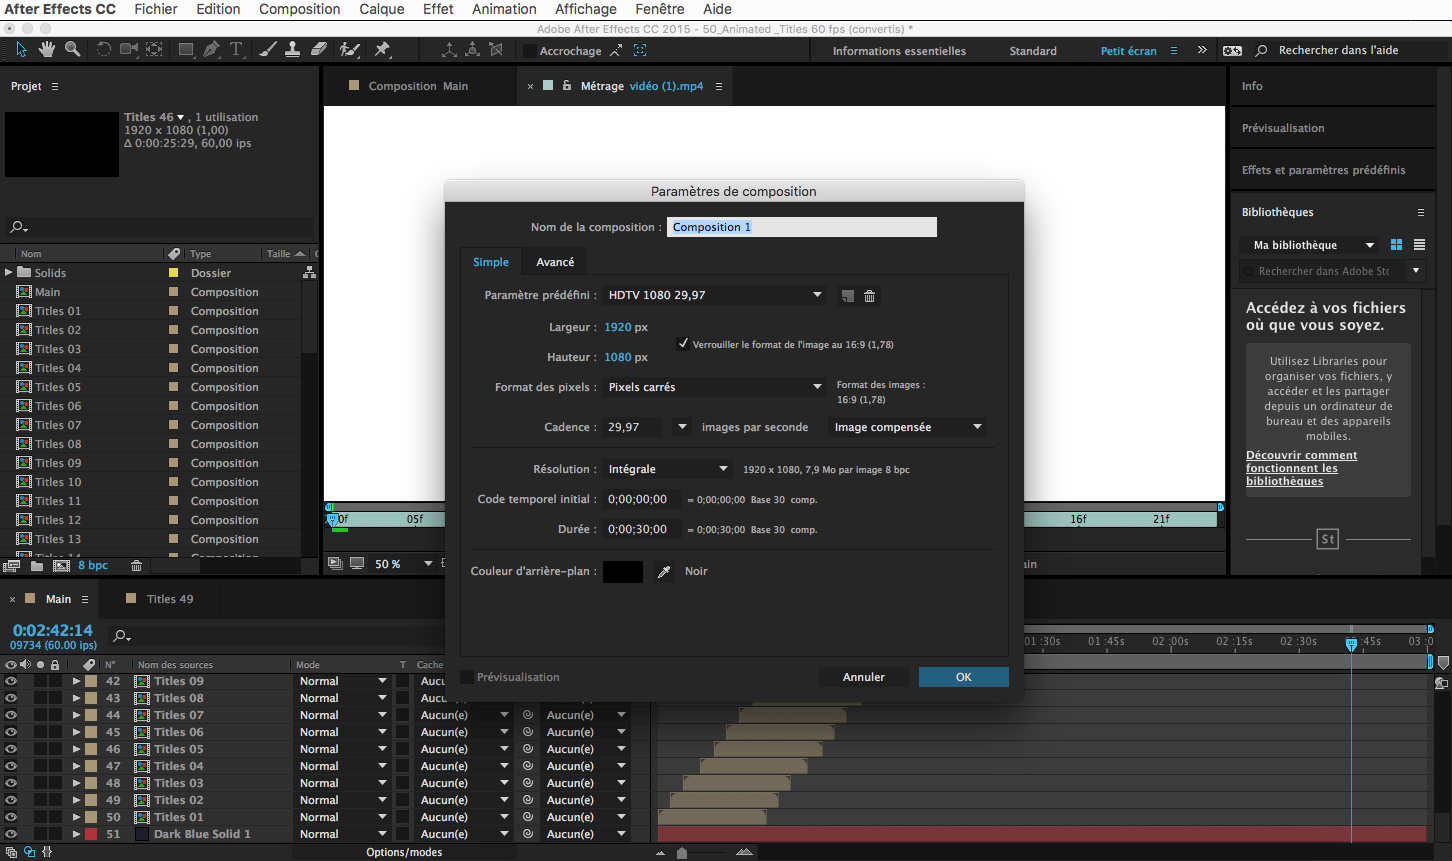 After Effects CC Fichier Edition Composition Calque Effet Animation Affichage Fenêtre Aide
Adobe After Effects CC 2015 - 50_Animated _Titles 60 fps (convertis) *
T Accrochage Informations essentielles Standard Petit écran Rechercher dans l'aide
Projet
Titles 46 , 1 utilisation
1920 x 1080 (1,00)
Δ 0:00:25:29, 60,00 ips
Nom Type Taille
Solids Dossier
Main Composition
Titles 01 Composition
Titles 02 Composition
Titles 03 Composition
Titles 04 Composition
Titles 05 Composition
Titles 06 Composition
Titles 07 Composition
Titles 08 Composition
Titles 09 Composition
Titles 10 Composition
Titles 11 Composition
Titles 12 Composition
Titles 13 Composition
Titles 14 Composition
8 bpc
Composition Main
× Métrage vidéo (1).mp4
0f 05f 16f 21f
50 %
Paramètres de composition
Nom de la composition : Composition 1
Simple Avancé
Paramètre prédéfini : HDTV 1080 29,97
Largeur : 1920 px
Verrouiller le format de l'image au 16:9 (1,78)
Hauteur : 1080 px
Format des pixels : Pixels carrés
Format des images :
16:9 (1,78)
Cadence : 29,97 images par seconde Image compensée
Résolution : Intégrale 1920 x 1080, 7,9 Mo par image 8 bpc
Code temporel initial : 0;00;00;00 = 0;00;00;00 Base 30 comp.
Durée : 0;00;30;00 = 0;00;30;00 Base 30 comp.
Couleur d'arrière-plan : Noir
Prévisualisation Annuler OK
Info
Prévisualisation
Effets et paramètres prédéfinis
Bibliothèques
Ma bibliothèque
Rechercher dans Adobe Sto
Accédez à vos fichiers
où que vous soyez.
Utilisez Libraries pour
organiser vos fichiers, y
accéder et les partager
depuis un ordinateur de
bureau et des appareils
mobiles.
Découvrir comment
fonctionnent les
bibliothèques
St
× Main Titles 49
0:02:42:14
09734 (60.00 ips)
01:30s 01:45s 02:00s 02:15s 02:30s :45s 03:0
N° Nom des sources Mode T Cache
42 Titles 09 Normal Aucu
43 Titles 08 Normal Aucu
44 Titles 07 Normal Aucun(e) Aucun(e)
45 Titles 06 Normal Aucun(e) Aucun(e)
46 Titles 05 Normal Aucun(e) Aucun(e)
47 Titles 04 Normal Aucun(e) Aucun(e)
48 Titles 03 Normal Aucun(e) Aucun(e)
49 Titles 02 Normal Aucun(e) Aucun(e)
50 Titles 01 Normal Aucun(e) Aucun(e)
51 Dark Blue Solid 1 Normal Aucun(e) Aucun(e)
Options/modes